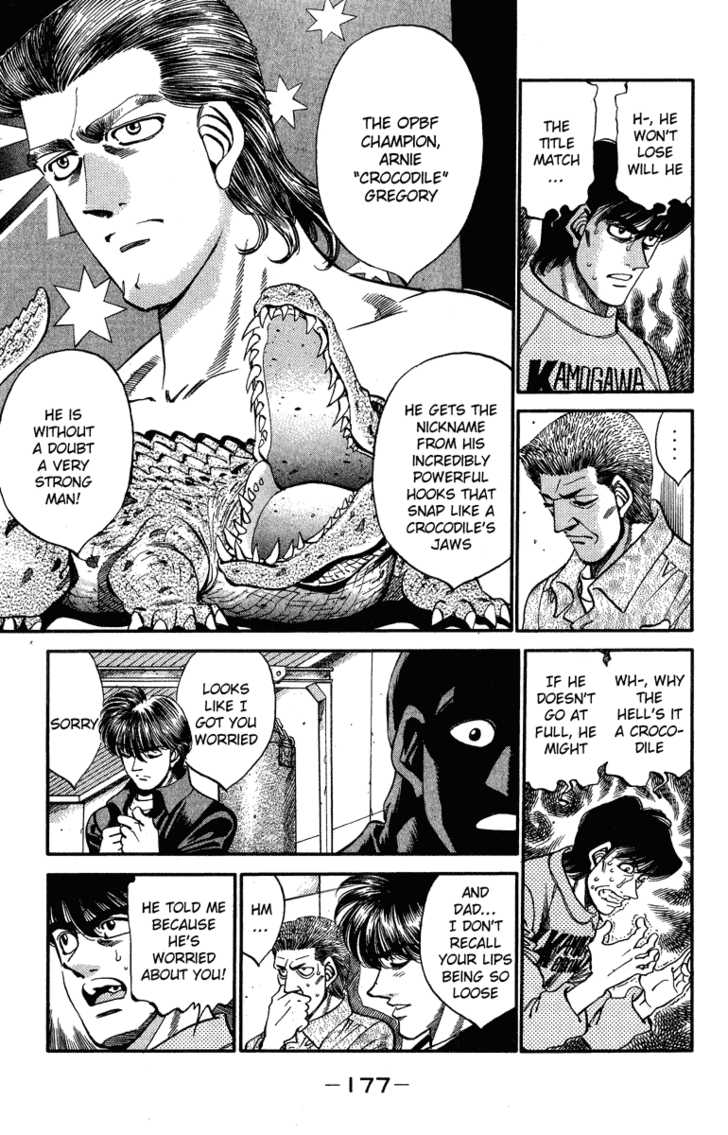 H-, HE
WON'T
LOSE
WILL HE
THE
TITLE
MATCH
...
KAMOGAWA
THE OPBF
CHAMPION,
ARNIE
"CROCODILE"
GREGORY
HE GETS THE
NICKNAME
FROM HIS
INCREDIBLY
POWERFUL
HOOKS THAT
SNAP LIKE A
CROCODILE'S
JAWS
HE IS
WITHOUT
A DOUBT
A VERY
STRONG
MAN!
....
WH-, WHY
THE
HELL'S IT
A CROCO-
DILE
IF HE
DOESN'T
GO AT
FULL, HE
MIGHT
LOOKS
LIKE I
GOT YOU
WORRIED
SORRY
AND
DAD...
I DON'T
RECALL
YOUR LIPS
BEING SO
LOOSE
HM
...
HE TOLD ME
BECAUSE
HE'S
WORRIED
ABOUT YOU!
-177-